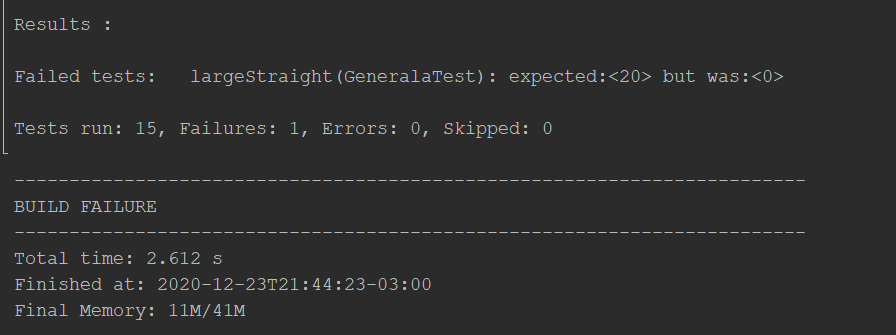 Results :
Failed tests:   largeStraight(GeneralaTest): expected:<20> but was:<0>
Tests run: 15, Failures: 1, Errors: 0, Skipped: 0
------------------------------------------------------------------------
BUILD FAILURE
------------------------------------------------------------------------
Total time: 2.612 s
Finished at: 2020-12-23T21:44:23-03:00
Final Memory: 11M/41M